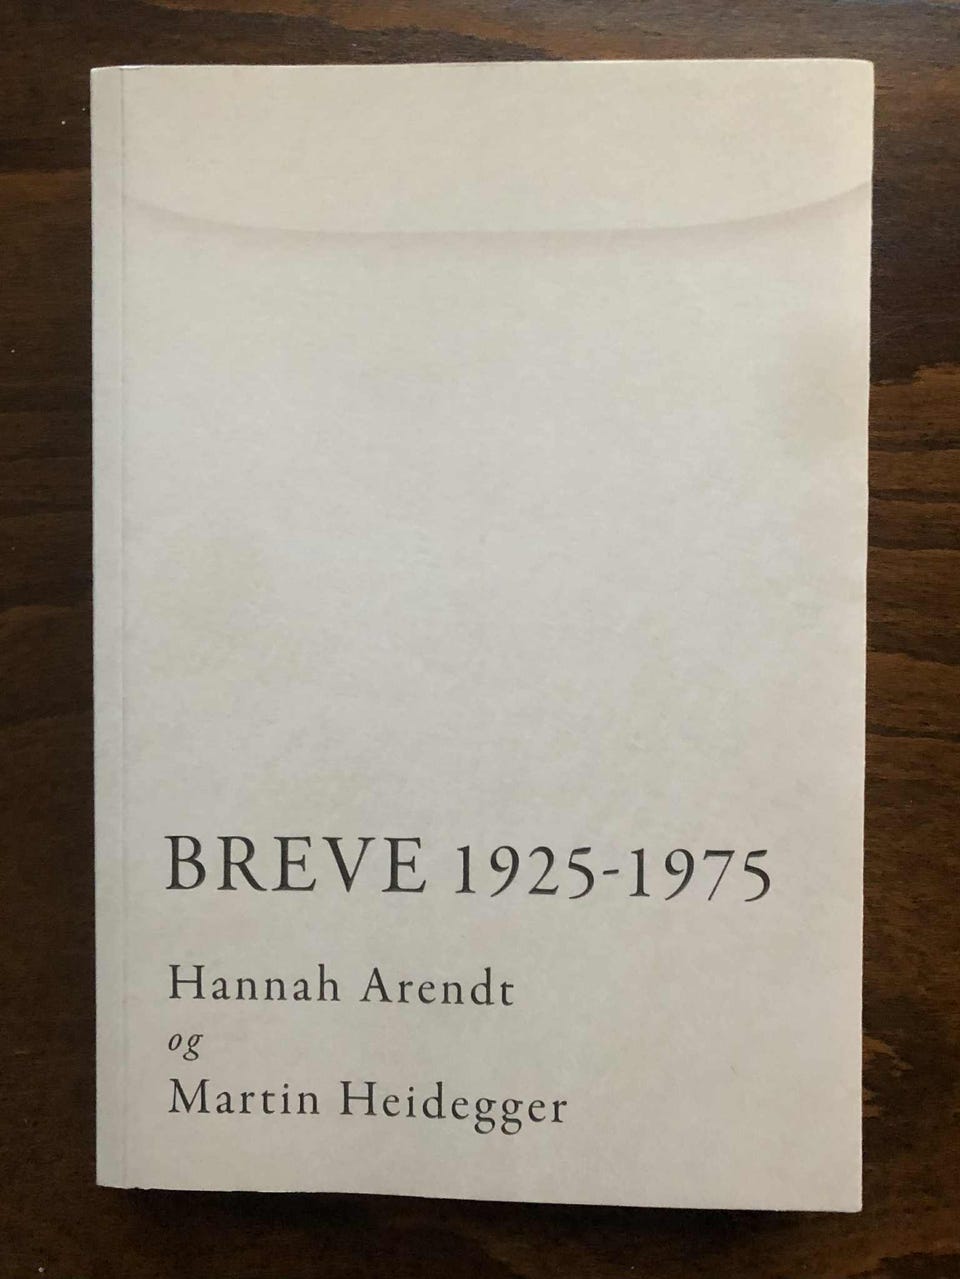 BREVE 1925-1975
Hannah Arendt
og
Martin Heidegger